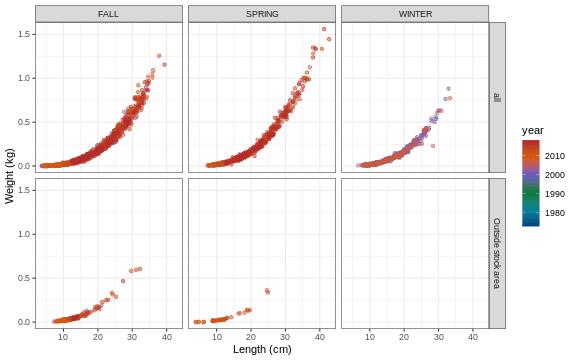 FALL SPRING WINTER
1.5
1.0
0.5
0.0
all
1.5
1.0
0.5
0.0
Outside stock area
10 20 30 40 10 20 30 40 10 20 30 40
Length (cm)
Weight (kg)
year
2010
2000
1990
1980